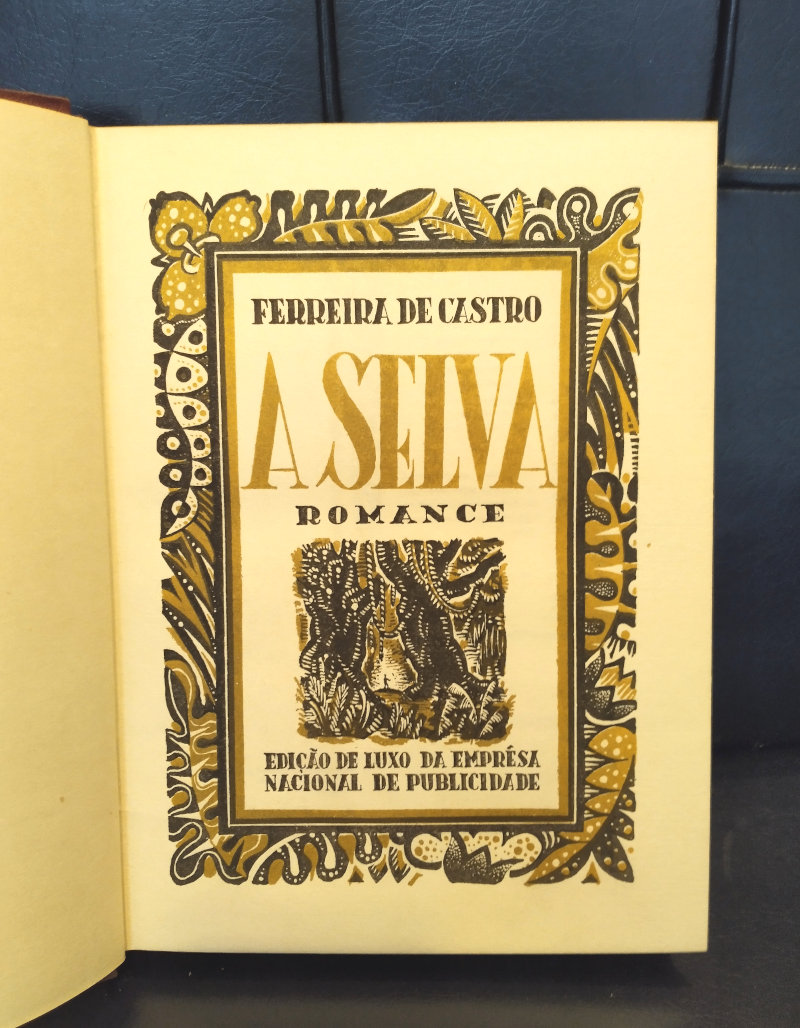 FERREIRA DE CASTRO
A SELVA
ROMANCE
EDIÇÃO DE LUXO DA EMPRÊSA
NACIONAL DE PUBLICIDADE